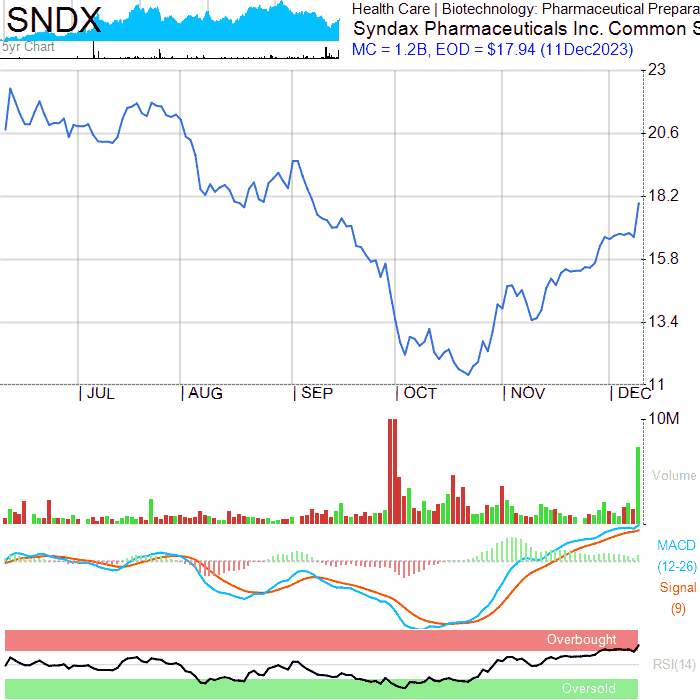 SNDX
5yr Chart
Health Care | Biotechnology: Pharmaceutical Prepara
Syndax Pharmaceuticals Inc. Common S
MC = 1.2B, EOD = $17.94 (11Dec2023)
23
20.6
18.2
15.8
13.4
11
| JUL | AUG | SEP | OCT | NOV | DEC
10M
Volume
MACD
(12-26)
Signal
(9)
Overbought
RSI(14)
Oversold